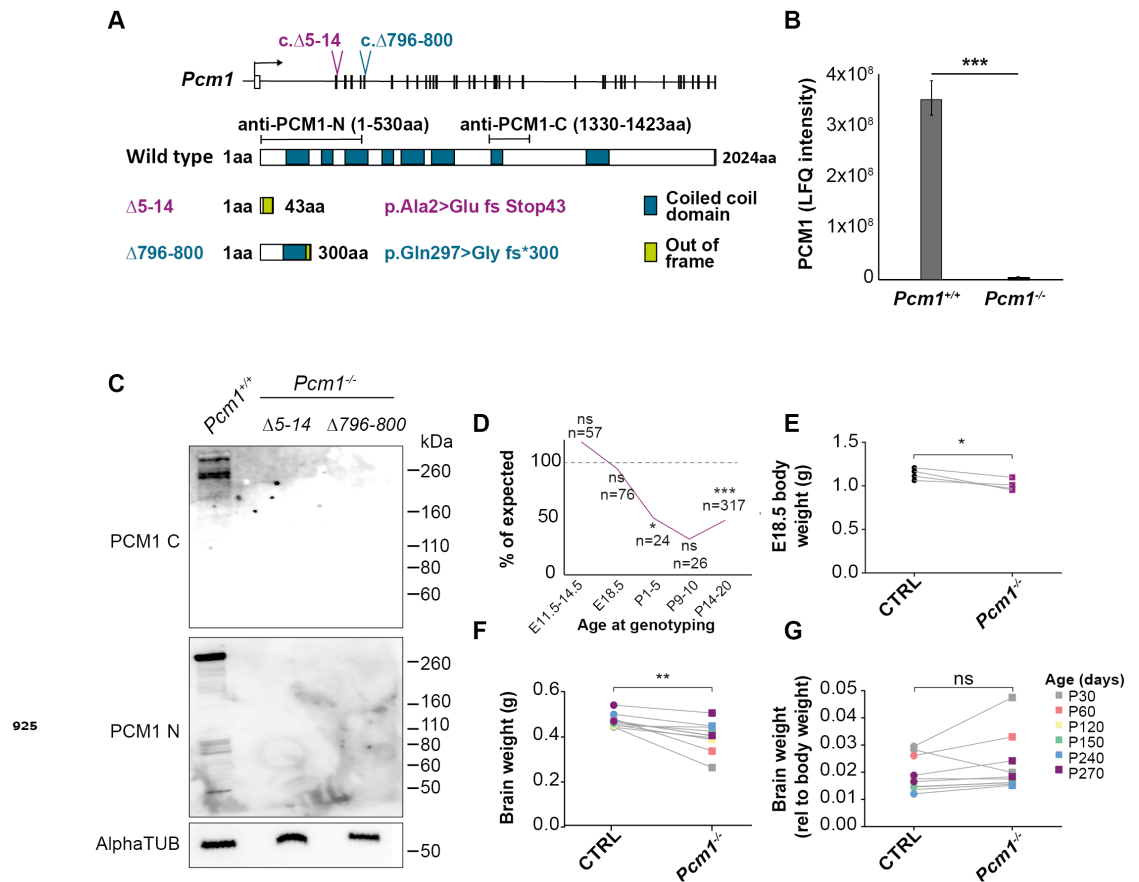 A
c.Δ5-14
c.Δ796-800
Pcm1
anti-PCM1-N (1-530aa)
anti-PCM1-C (1330-1423aa)
Wild type 1aa
2024aa
Δ5-14 1aa 43aa p.Ala2>Glu fs Stop43
Δ796-800 1aa 300aa p.Gln297>Gly fs*300
Coiled coil
domain
Out of
frame
B
PCM1 (LFQ intensity)
4x10⁸
3x10⁸
2x10⁸
1x10⁸
0
***
Pcm1+/+
Pcm1-/-
C
Pcm1+/+
Pcm1-/-
Δ5-14
Δ796-800
kDa
PCM1 C
–260
–160
–110
–80
–60
PCM1 N
–260
–160
–110
–80
–60
–50
AlphaTUB
–50
925
D
% of expected
100
50
0
ns
n=57
ns
n=76
*
n=24
ns
n=26
***
n=317
E11.5-14.5
E18.5
P1-5
P9-10
P14-20
Age at genotyping
E
E18.5 body
weight (g)
1.5
1.0
0.5
0.0
*
CTRL
Pcm1-/-
F
Brain weight (g)
0.6
0.4
0.2
0.0
**
CTRL
Pcm1-/-
G
Brain weight
(rel to body weight)
0.05
0.04
0.03
0.02
0.01
0.00
ns
CTRL
Pcm1-/-
Age (days)
P30
P60
P120
P150
P240
P270